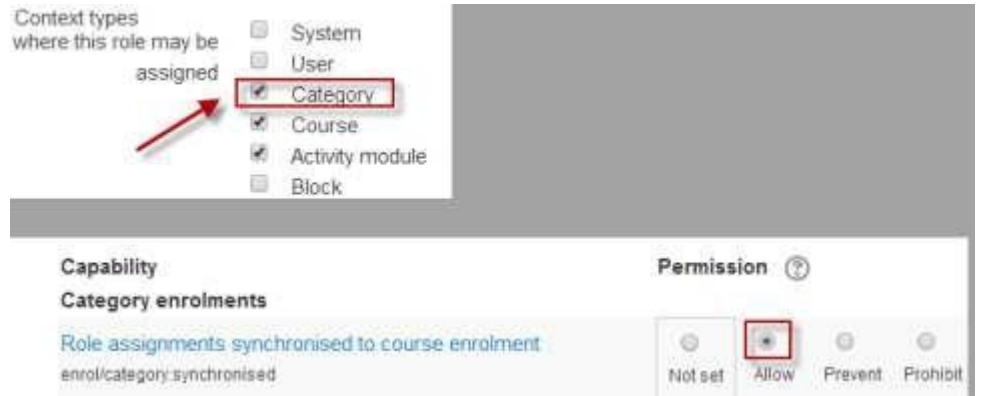 Context types
where this role may be
assigned
System
User
Category
Course
Activity module
Block
Capability
Permission
Category enrolments
Role assignments synchronised to course enrolment
enrol/category:synchronised
Not set Allow Prevent Prohibit